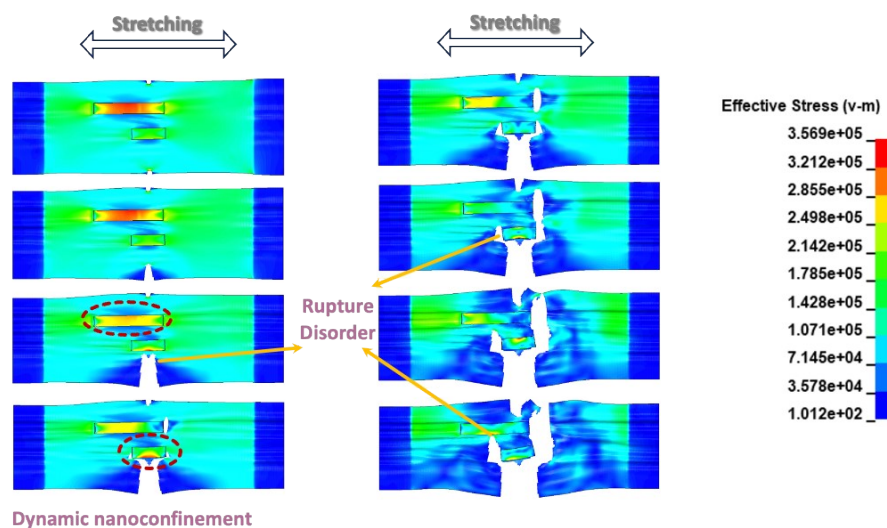 Stretching
Stretching
Effective Stress (v-m)
3.569e+05
3.212e+05
2.855e+05
2.498e+05
2.142e+05
1.785e+05
1.428e+05
1.071e+05
7.145e+04
3.578e+04
1.012e+02
Rupture
Disorder
Dynamic nanoconfinement